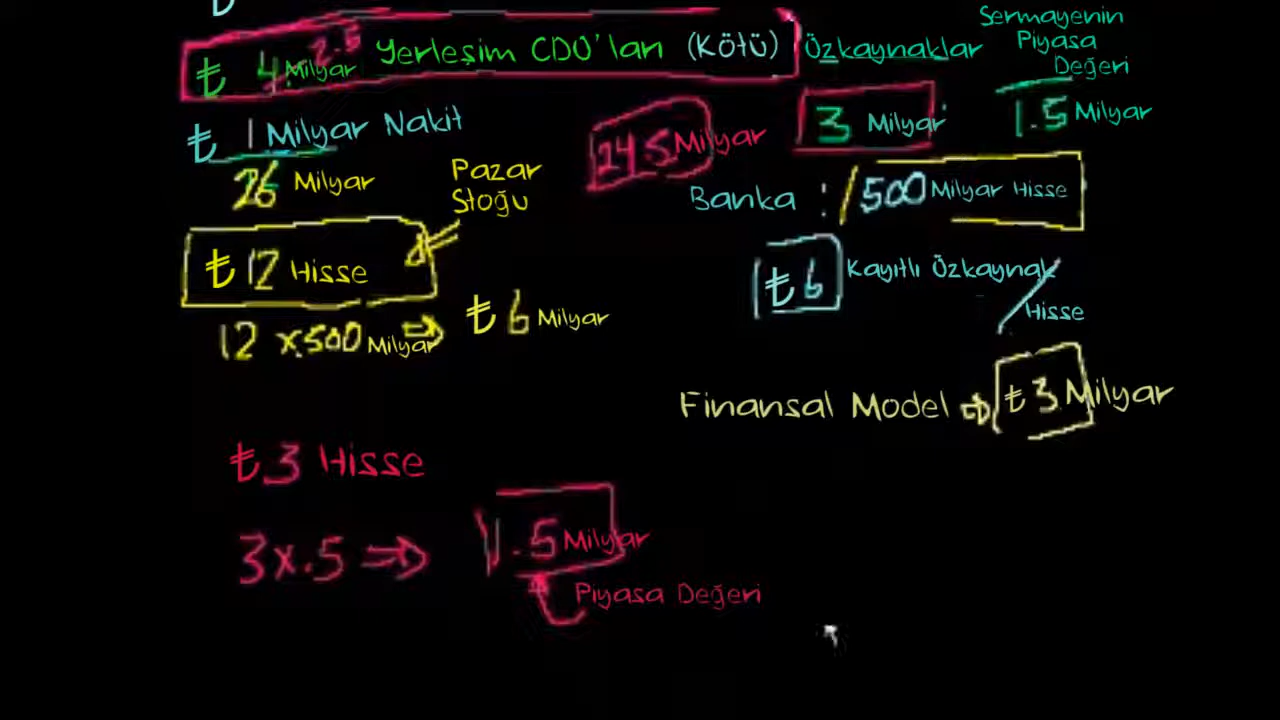 ₺ 4 Milyar 2.5 Yerleşim CDO'ları (Kötü)
Özkaynaklar
Sermayenin
Piyasa
Değeri
₺ 1 Milyar Nakit
24.5 Milyar
3 Milyar
1.5 Milyar
26 Milyar
Pazar
Stoğu
Banka : 500 Milyar Hisse
₺ 12 Hisse
₺ 6 Kayıtlı Özkaynak / Hisse
12 x 500 Milyar ⇒ ₺ 6 Milyar
Finansal Model ⇒ ₺ 3 Milyar
₺ 3 Hisse
3 x .5 ⇒ 1.5 Milyar
Piyasa Değeri